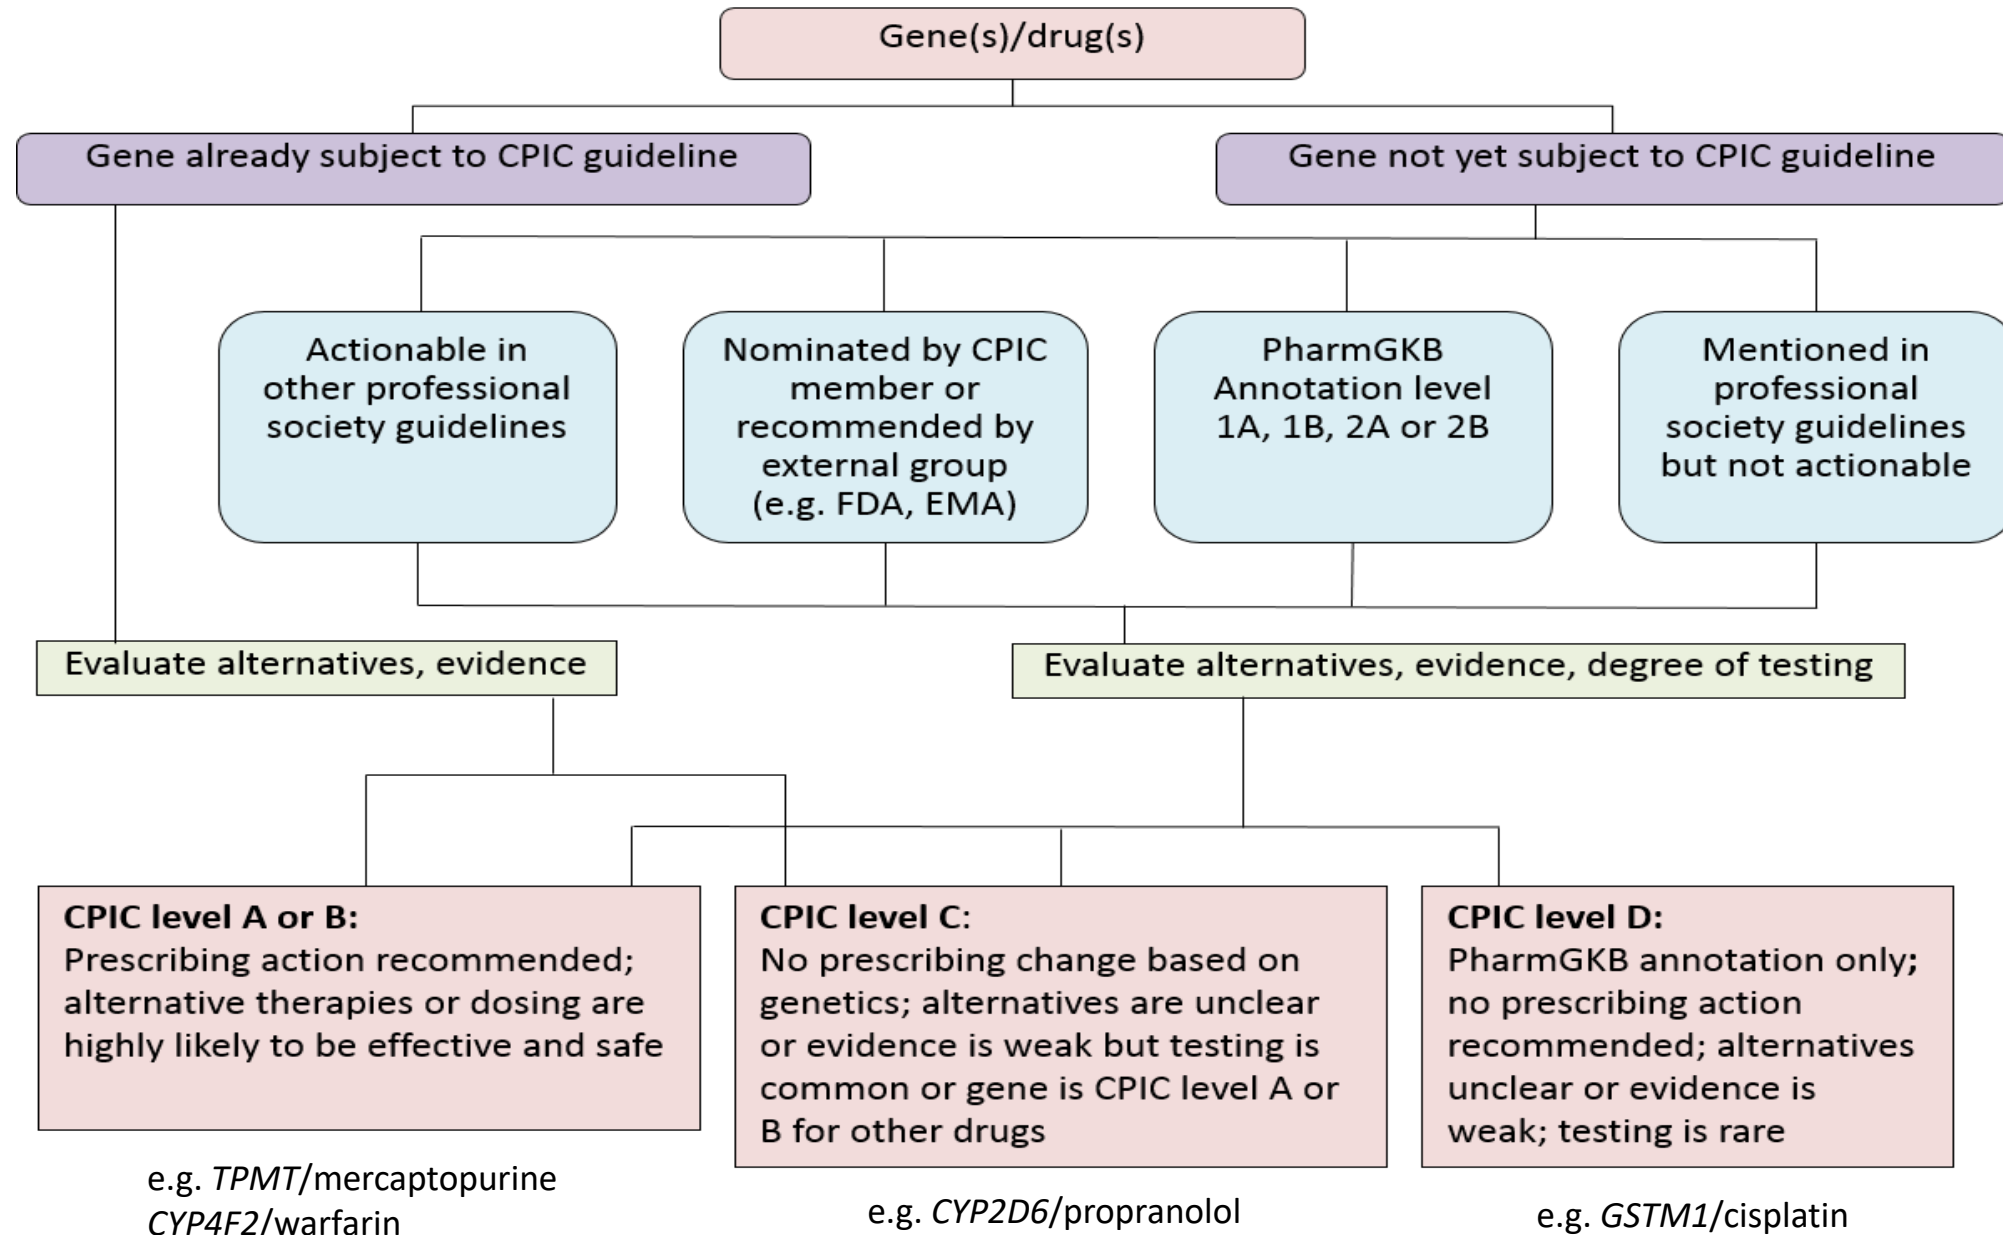 Gene(s)/drug(s)
Gene already subject to CPIC guideline
Gene not yet subject to CPIC guideline
Actionable in
other professional
society guidelines
Nominated by CPIC
member or
recommended by
external group
(e.g. FDA, EMA)
PharmGKB
Annotation level
1A, 1B, 2A or 2B
Mentioned in
professional
society guidelines
but not actionable
Evaluate alternatives, evidence
Evaluate alternatives, evidence, degree of testing
CPIC level A or B:
Prescribing action recommended;
alternative therapies or dosing are
highly likely to be effective and safe
CPIC level C:
No prescribing change based on
genetics; alternatives are unclear
or evidence is weak but testing is
common or gene is CPIC level A or
B for other drugs
CPIC level D:
PharmGKB annotation only;
no prescribing action
recommended; alternatives
unclear or evidence is
weak; testing is rare
e.g. TPMT/mercaptopurine
CYP4F2/warfarin
e.g. CYP2D6/propranolol
e.g. GSTM1/cisplatin